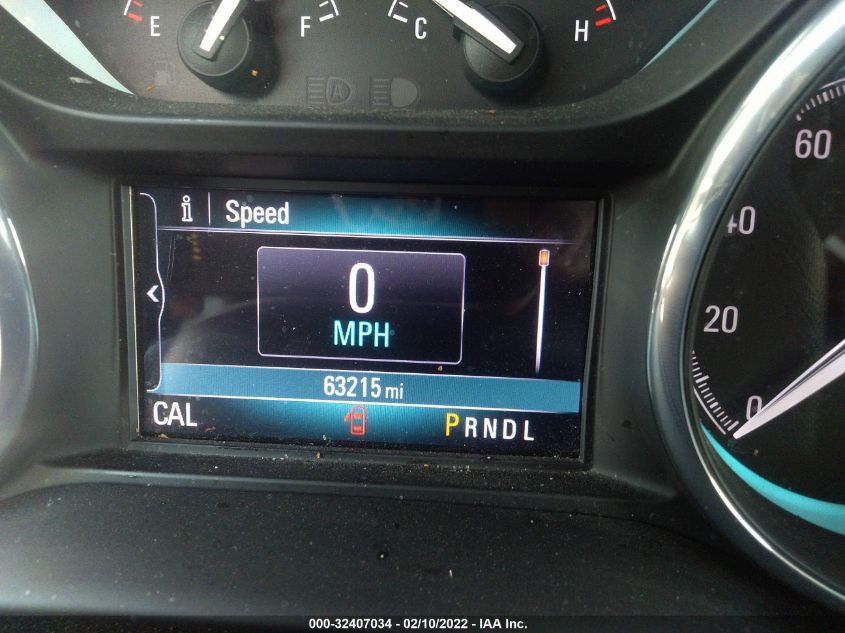 E F C H
A
i Speed
0
MPH
63215 mi
CAL
PRNDL
60
40
20
0
000-32407034 - 02/10/2022 - IAA Inc.